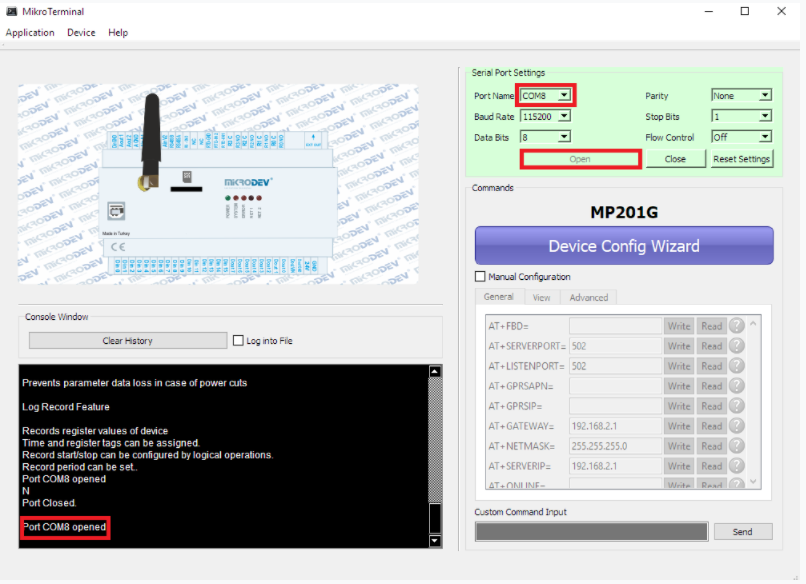 MikroTerminal
Application Device Help
MIKRODEV
Made in Turkey
CE
Console Window
Clear History
Log into File
Prevents parameter data loss in case of power cuts
Log Record Feature
Records register values of device
Time and register tags can be assigned.
Record start/stop can be configured by logical operations.
Record period can be set..
Port COM8 opened
N
Port Closed.
Port COM8 opened
Serial Port Settings
Port Name COM8 Parity None
Baud Rate 115200 Stop Bits 1
Data Bits 8 Flow Control Off
Open Close Reset Settings
Commands
MP201G
Device Config Wizard
Manual Configuration
General View Advanced
AT+FBD= Write Read ?
AT+SERVERPORT= 502 Write Read ?
AT+LISTENPORT= 502 Write Read ?
AT+GPRSAPN= Write Read ?
AT+GPRSIP= Write Read ?
AT+GATEWAY= 192.168.2.1 Write Read ?
AT+NETMASK= 255.255.255.0 Write Read ?
AT+SERVERIP= 192.168.2.1 Write Read ?
AT+ONLINE= Write Read ?
Custom Command Input
Send